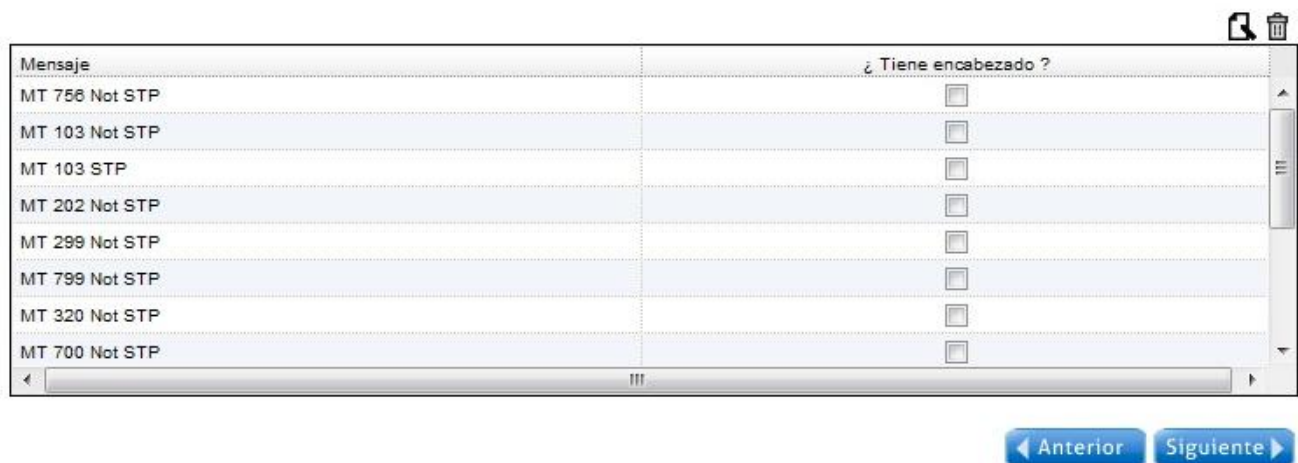 Mensaje ¿ Tiene encabezado ?
MT 756 Not STP
MT 103 Not STP
MT 103 STP
MT 202 Not STP
MT 299 Not STP
MT 799 Not STP
MT 320 Not STP
MT 700 Not STP
Anterior Siguiente